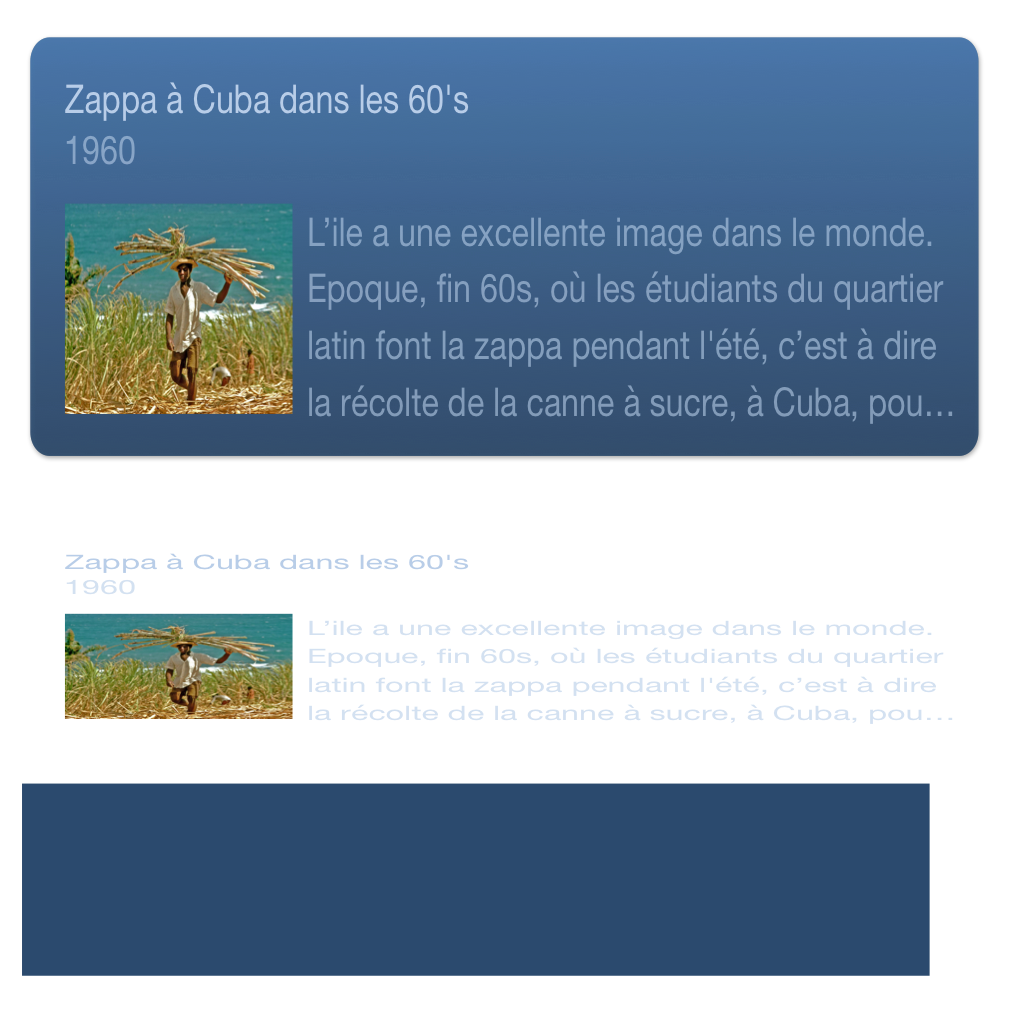 Zappa à Cuba dans les 60's
1960
L’ile a une excellente image dans le monde.
Epoque, fin 60s, où les étudiants du quartier
latin font la zappa pendant l'été, c’est à dire
la récolte de la canne à sucre, à Cuba, pou…
Zappa à Cuba dans les 60's
1960
L’ile a une excellente image dans le monde.
Epoque, fin 60s, où les étudiants du quartier
latin font la zappa pendant l'été, c’est à dire
la récolte de la canne à sucre, à Cuba, pou…